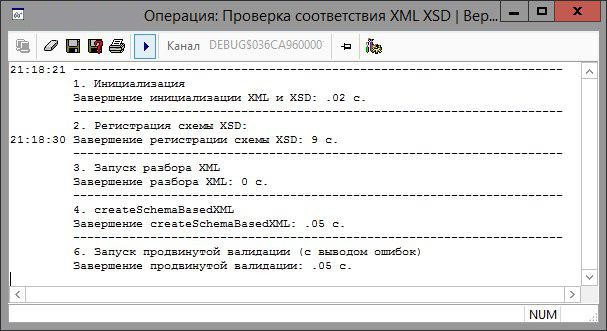 Операция: Проверка соответствия XML XSD | Вер...
Канал DEBUG$036CA960000
21:18:21 ----------------------------------------------------------------------
1. Инициализация
Завершение инициализации XML и XSD: .02 с.
----------------------------------------------------------------------
2. Регистрация схемы XSD:
21:18:30 Завершение регистрации схемы XSD: 9 с.
----------------------------------------------------------------------
3. Запуск разбора XML
Завершение разбора XML: 0 с.
----------------------------------------------------------------------
4. createSchemaBasedXML
Завершение createSchemaBasedXML: .05 с.
----------------------------------------------------------------------
6. Запуск продвинутой валидации (с выводом ошибок)
Завершение продвинутой валидации: .05 с.
NUM